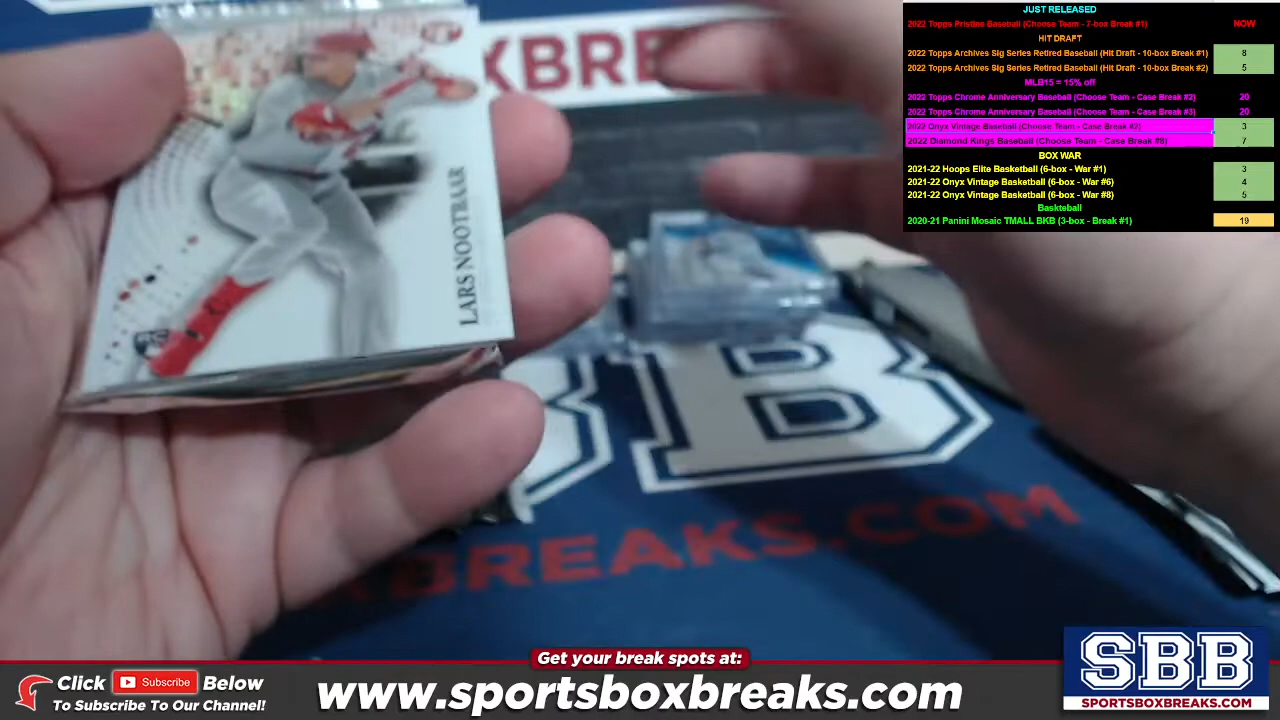 JUST RELEASED
2022 Topps Pristine Baseball (Choose Team - 7-box Break #1) NOW
HIT DRAFT
2022 Topps Archives Sig Series Retired Baseball (Hit Draft - 10-box Break #1) 8
2022 Topps Archives Sig Series Retired Baseball (Hit Draft - 10-box Break #2) 5
MLB15 = 15% off
2022 Topps Chrome Anniversary Baseball (Choose Team - Case Break #2) 20
2022 Topps Chrome Anniversary Baseball (Choose Team - Case Break #3) 20
2022 Onyx Vintage Baseball (Choose Team - Case Break #2) 3
2022 Diamond Kings Baseball (Choose Team - Case Break #8) 7
BOX WAR
2021-22 Hoops Elite Basketball (6-box - War #1) 3
2021-22 Onyx Vintage Basketball (6-box - War #6) 4
2021-22 Onyx Vintage Basketball (6-box - War #8) 5
Baskteball
2020-21 Panini Mosaic TMALL BKB (3-box - Break #1) 19
XBRE
LARS NOOTBAAR
B
XBREAKS.COM
Get your break spots at:
Click Subscribe Below
To Subscribe To Our Channel!
www.sportsboxbreaks.com
SBB
SPORTSBOXBREAKS.COM